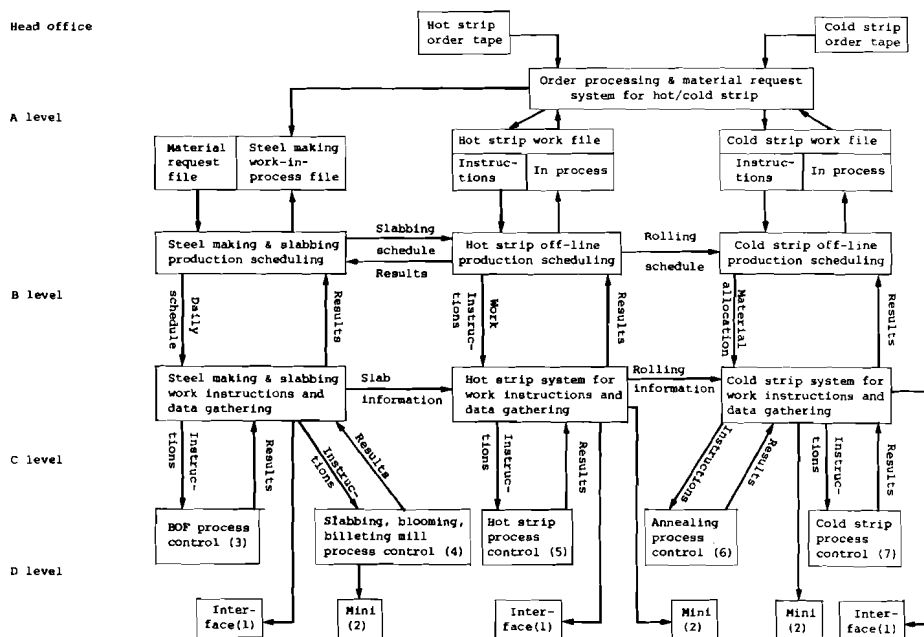 Head office
Hot strip
order tape
Cold strip
order tape
Order processing & material request
system for hot/cold strip
A level
Material
request
file
Steel making
work-in-
process file
Hot strip work file
Instruc-
tions
In process
Cold strip work file
Instruc-
tions
In process
Steel making & slabbing
production scheduling
Slabbing
schedule
Results
Hot strip off-line
production scheduling
Rolling
schedule
Cold strip off-line
production scheduling
B level
Daily
schedule
Results
Work
Instruc-
tions
Results
Material
allocation
Results
Steel making & slabbing
work instructions and
data gathering
Slab
information
Hot strip system for
work instructions and
data gathering
Rolling
information
Cold strip system for
work instructions and
data gathering
C level
Instruc-
tions
Results
Instruc-
tions
Results
Instruc-
tions
Results
Instructions
Results
Instruc-
tions
Results
BOF process
control (3)
Slabbing, blooming,
billeting mill
process control (4)
Hot strip
process
control (5)
Annealing
process
control (6)
Cold strip
process
control (7)
D level
Inter-
face(1)
Mini
(2)
Inter-
face(1)
Mini
(2)
Mini
(2)
Inter-
face(1)